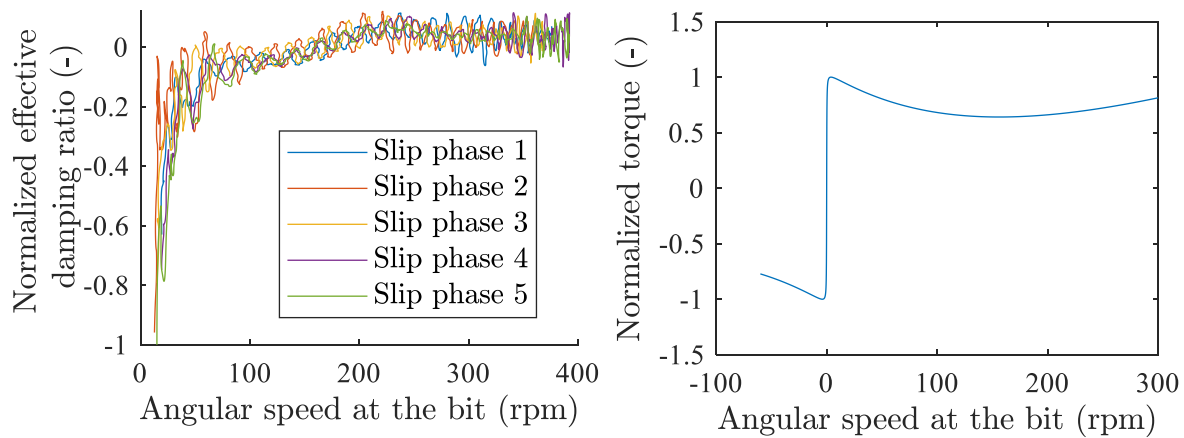 Normalized effective
damping ratio (-)
0
-0.2
-0.4
-0.6
-0.8
-1
Slip phase 1
Slip phase 2
Slip phase 3
Slip phase 4
Slip phase 5
0 100 200 300 400
Angular speed at the bit (rpm)
Normalized torque (-)
1.5
1
0.5
0
-0.5
-1
-1.5
-100 0 100 200 300
Angular speed at the bit (rpm)